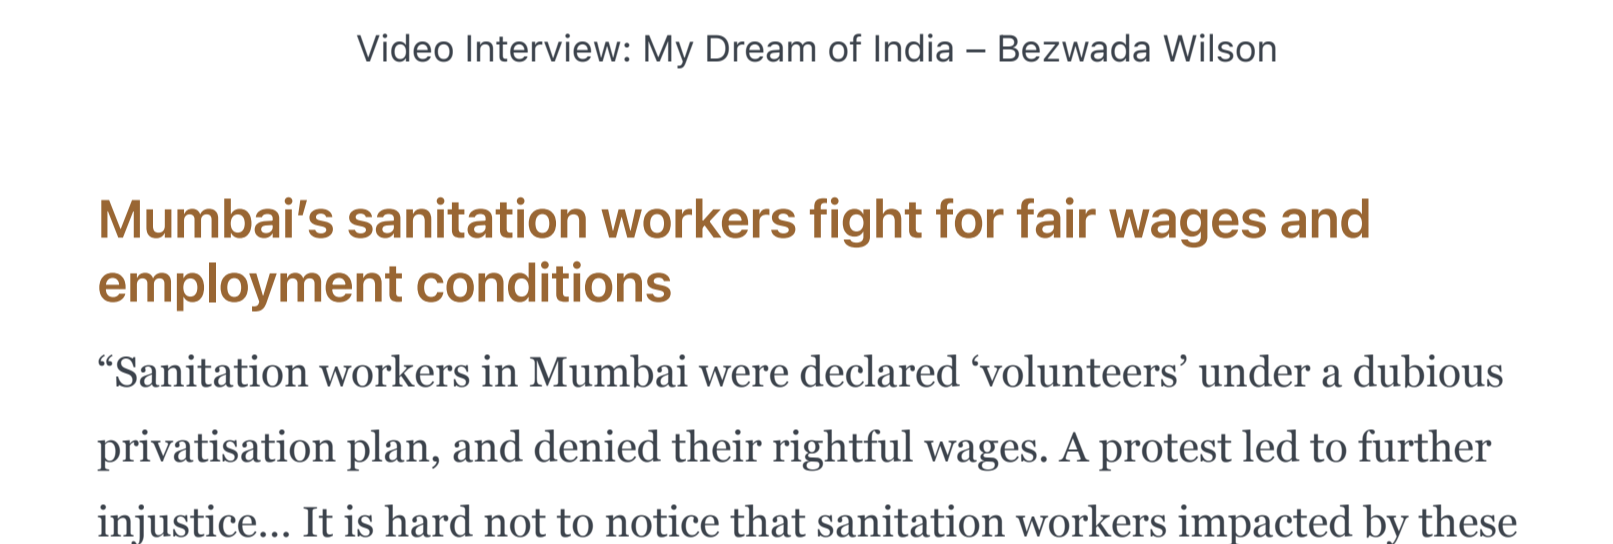 Video Interview: My Dream of India – Bezwada Wilson
Mumbai’s sanitation workers fight for fair wages and
employment conditions
“Sanitation workers in Mumbai were declared ‘volunteers’ under a dubious
privatisation plan, and denied their rightful wages. A protest led to further
injustice… It is hard not to notice that sanitation workers impacted by these